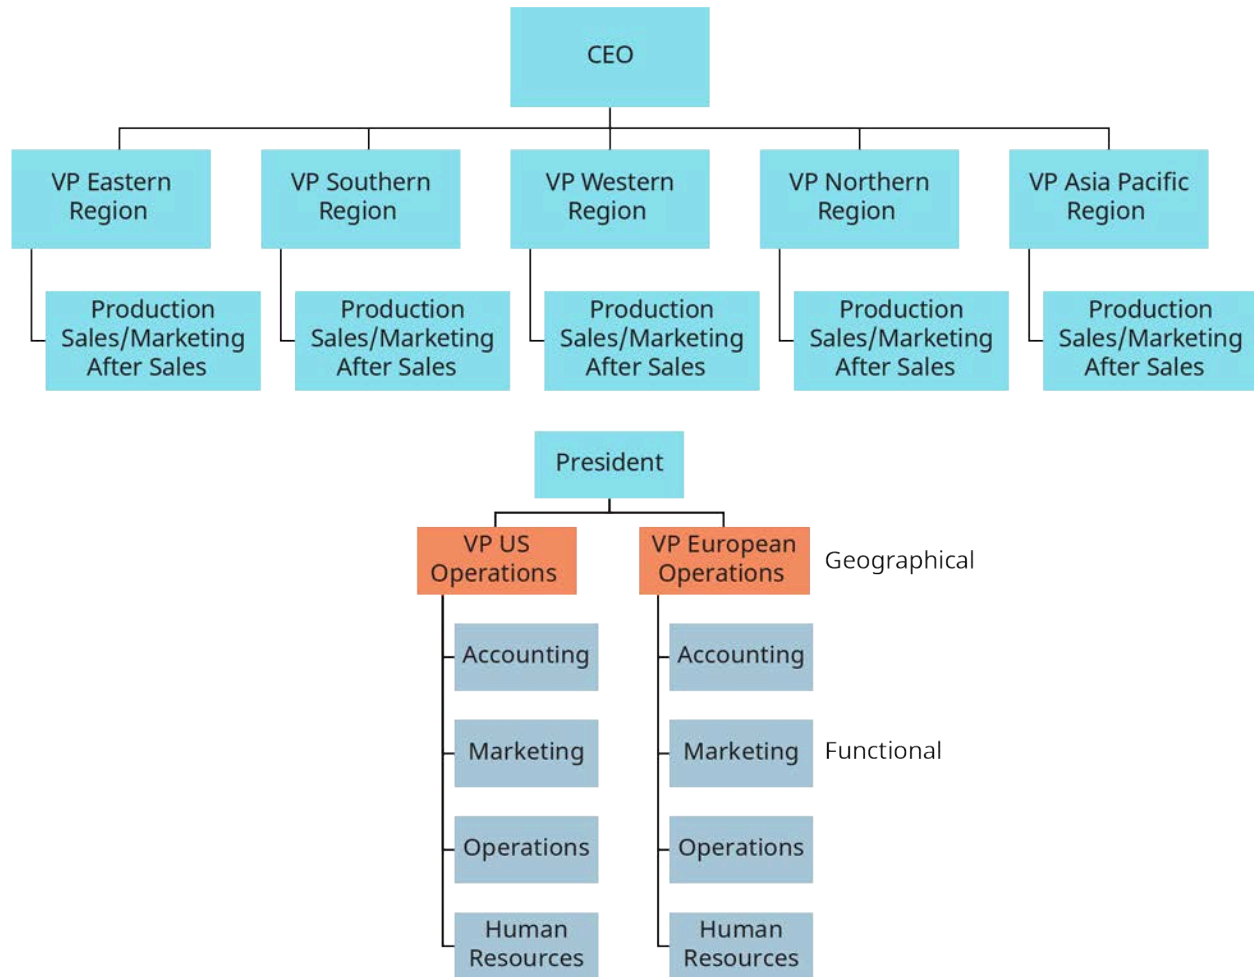 CEO
VP Eastern
Region
VP Southern
Region
VP Western
Region
VP Northern
Region
VP Asia Pacific
Region
Production
Sales/Marketing
After Sales
Production
Sales/Marketing
After Sales
Production
Sales/Marketing
After Sales
Production
Sales/Marketing
After Sales
Production
Sales/Marketing
After Sales
President
VP US
Operations
VP European
Operations
Geographical
Accounting
Accounting
Marketing
Marketing
Functional
Operations
Operations
Human
Resources
Human
Resources